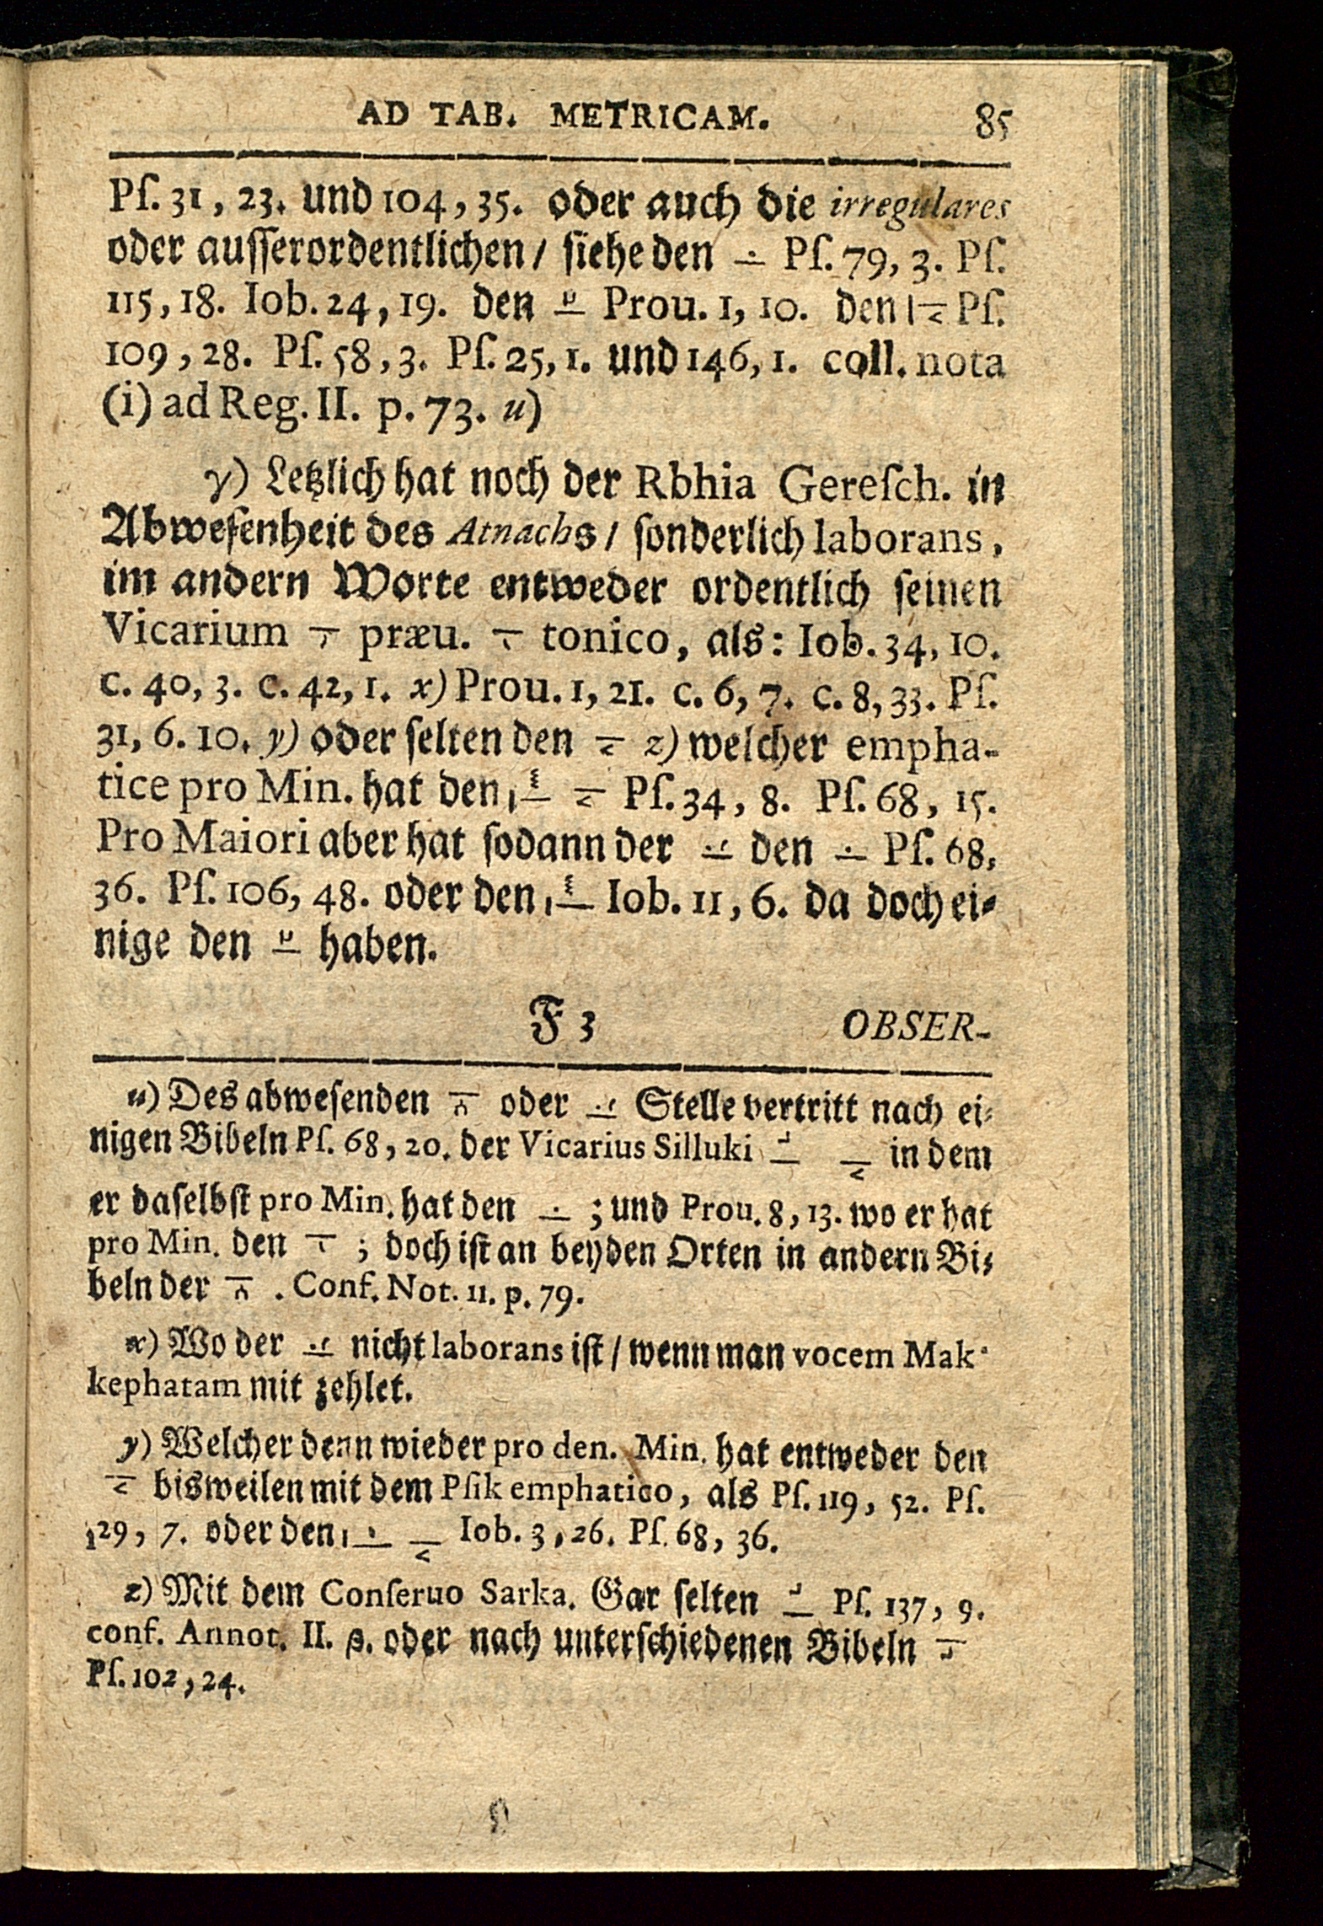 AD TAB. METRICAM. 85
Pſ. 31, 23. und 104, 35. oder auch die irregulares
oder auſſerordentlichen / ſiehe den Pſ. 79, 3. Pſ.
115, 18. Iob. 24, 19. den Prou. 1, 10. den Pſ.
109, 28. Pſ. 58, 3. Pſ. 25, 1. und 146, 1. coll. nota
(i) ad Reg. II. p. 73. u)
γ) Letzlich hat noch der Rbhia Gereſch. in
Abweſenheit des Atnachs / ſonderlich laborans,
im andern Worte entweder ordentlich ſeinen
Vicarium præu. tonico, als: Iob. 34, 10.
c. 40, 3. c. 42, 1. x) Prou. 1, 21. c. 6, 7. c. 8, 33. Pſ.
31, 6. 10. y) oder ſelten den z) welcher empha-
tice pro Min. hat den Pſ. 34, 8. Pſ. 68, 15.
Pro Maiori aber hat ſodann der den Pſ. 68,
36. Pſ. 106, 48. oder den Iob. 11, 6. da doch ei-
nige den haben.
F 3 OBSER-
u) Des abweſenden oder Stelle vertritt nach ei-
nigen Bibeln Pſ. 68, 20. der Vicarius Silluki in dem
er daſelbſt pro Min. hat den ; und Prou. 8, 13. wo er hat
pro Min. den ; doch iſt an beyden Orten in andern Bi-
beln der . Conf. Not. 11. p. 79.
x) Wo der nicht laborans iſt / wenn man vocem Mak-
kephatam mit zehlet.
y) Welcher denn wieder pro den. Min. hat entweder den
bisweilen mit dem Pſik emphatico, als Pſ. 119, 52. Pſ.
129, 7. oder den Iob. 3, 26. Pſ. 68, 36.
z) Mit dem Conſeruo Sarka. Gar ſelten Pſ. 137, 9.
conf. Annot. II. β. oder nach unterſchiedenen Bibeln
Pſ. 102, 24.